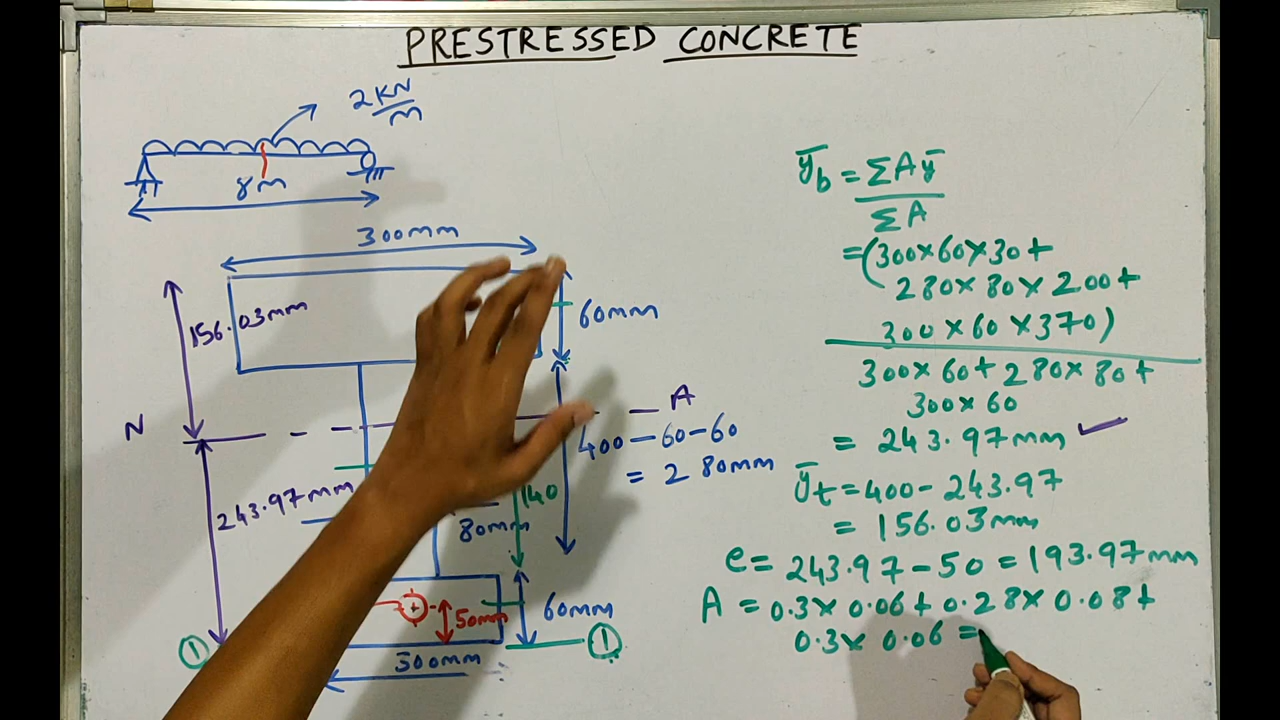 PRESTRESSED CONCRETE
2KN/m
8m
300mm
156.03mm
60mm
N
A
400-60-60
= 280mm
243.97mm
140
80mm
50mm
60mm
1
1
300mm
ȳb = ΣAȳ
ΣA
=(300×60×30+
280×80×200+
300×60×370)
300×60+280×80+
300×60
= 243.97mm
ȳt=400-243.97
= 156.03mm
e= 243.97-50=193.97mm
A = 0.3×0.06+0.28×0.08+
0.3×0.06 =